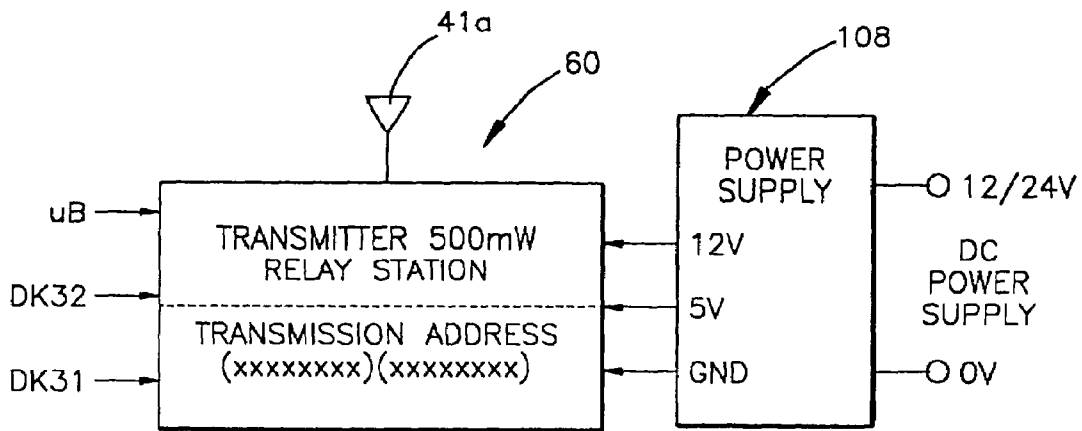 41a
60
108
uB
DK32
DK31
TRANSMITTER 500mW
RELAY STATION
TRANSMISSION ADDRESS
(xxxxxxxx)(xxxxxxxx)
12V
5V
GND
POWER
SUPPLY
12/24V
DC
POWER
SUPPLY
0V